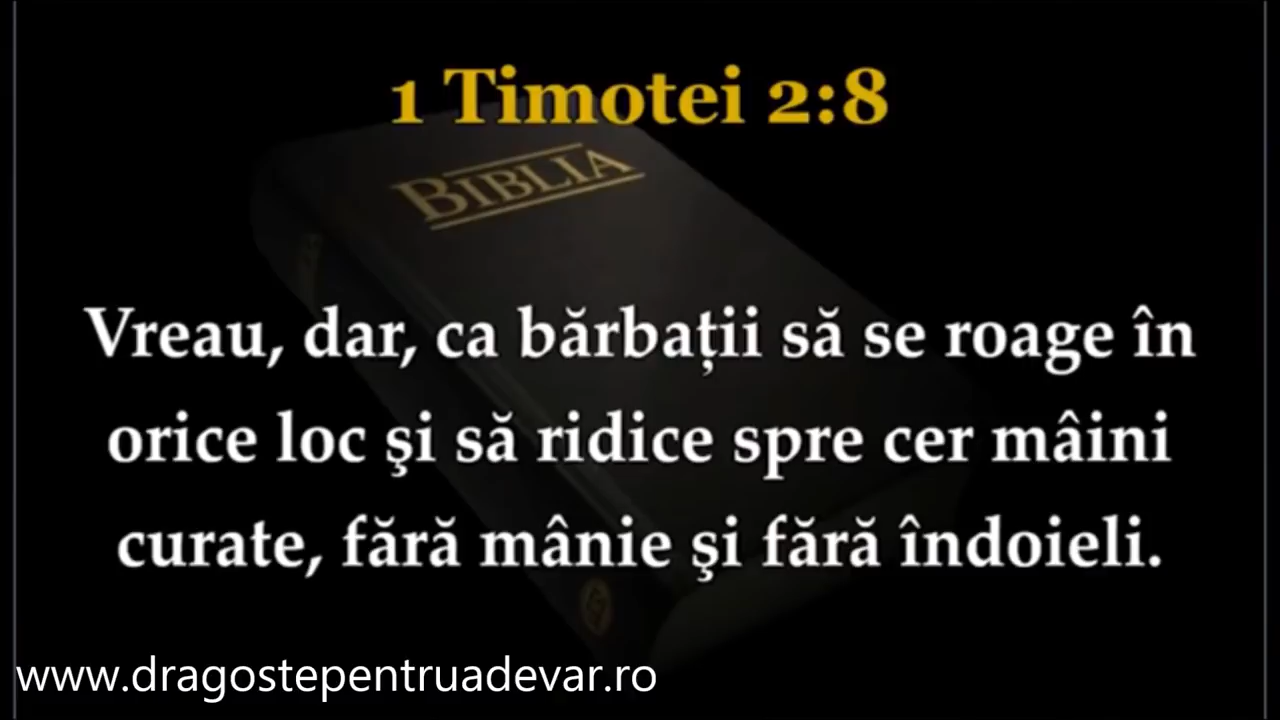 1 Timotei 2:8
BIBLIA
Vreau, dar, ca bărbații să se roage în
orice loc şi să ridice spre cer mâini
curate, fără mânie şi fără îndoieli.
www.dragostepentruadevar.ro